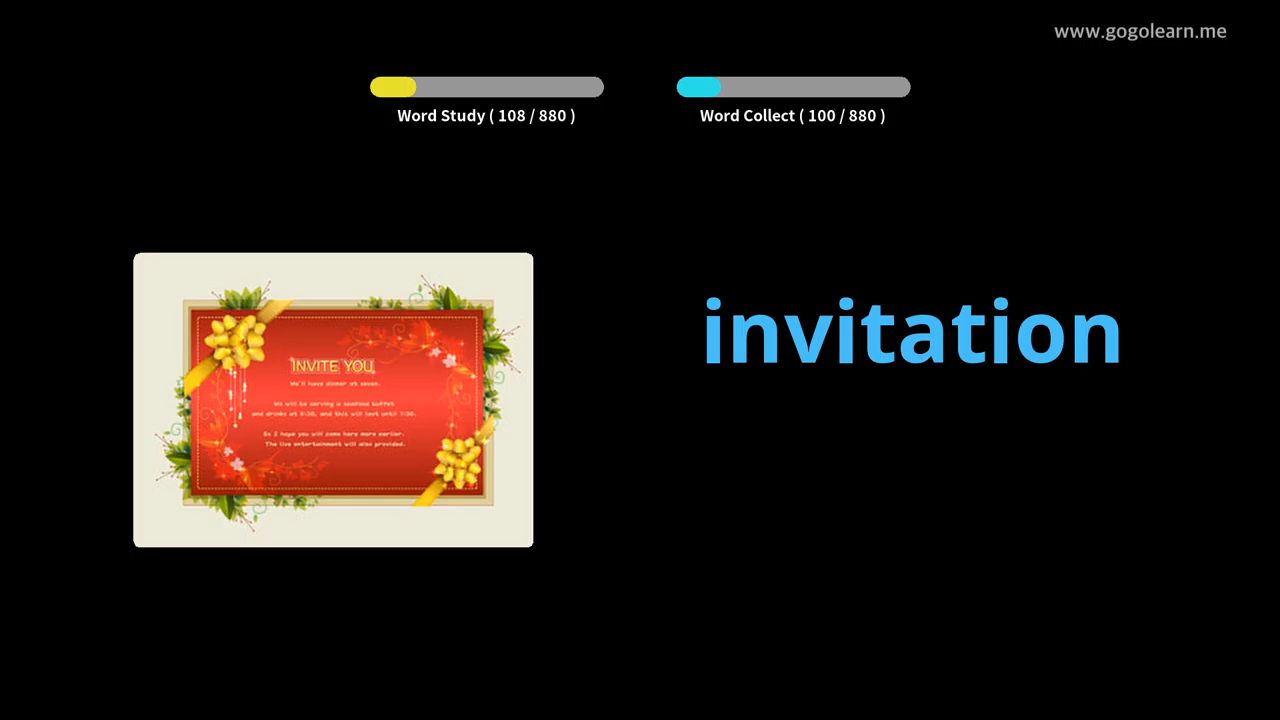 www.gogolearn.me
Word Study ( 108 / 880 )
Word Collect ( 100 / 880 )
INVITE YOU
We'll have dinner at seven.
We will be serving a seafood buffet
and drinks at 6:30, and this will last until 7:30.
So I hope you will come here more earlier.
The live entertainment will also provided.
invitation